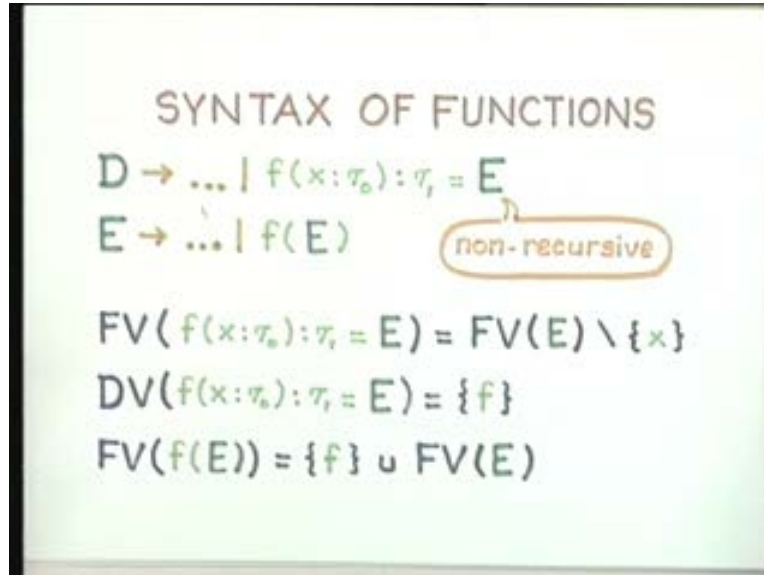 SYNTAX OF FUNCTIONS
D → ... | f(x:τ₀):τ₁ = E
E → ... | f(E)
non-recursive
FV(f(x:τ₀):τ₁ = E) = FV(E) \ {x}
DV(f(x:τ₀):τ₁ = E) = {f}
FV(f(E)) = {f} ∪ FV(E)